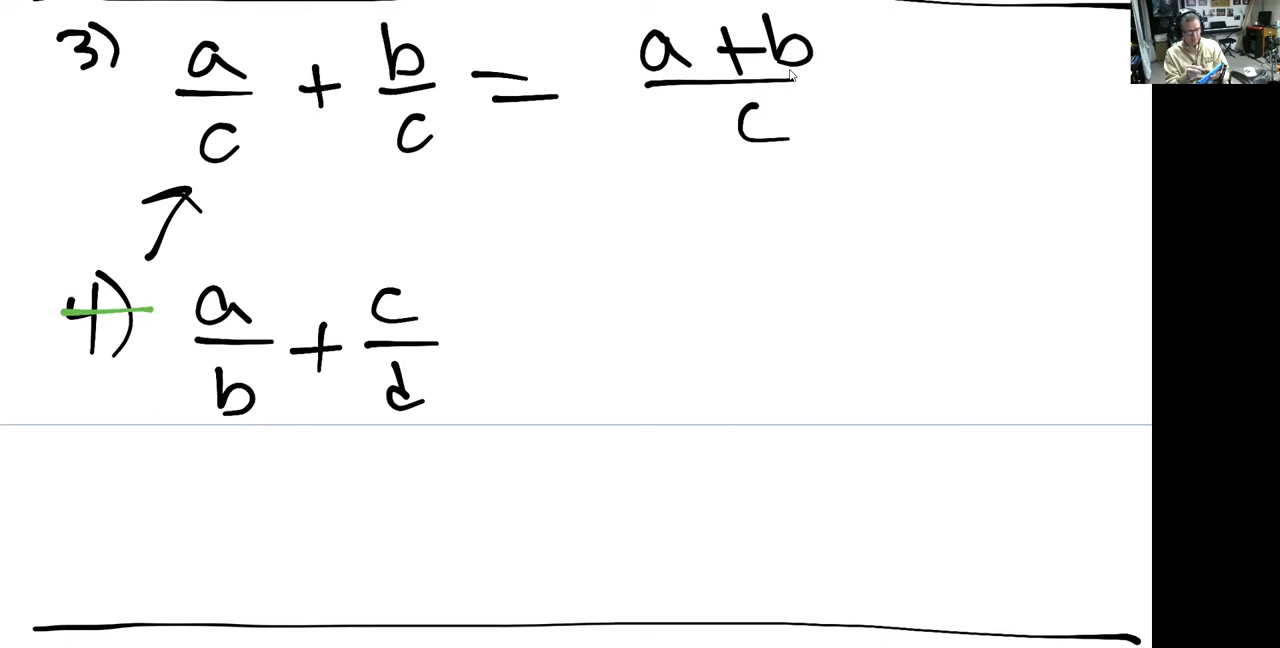 3) a/c + b/c = a+b/c
4) a/b + c/d